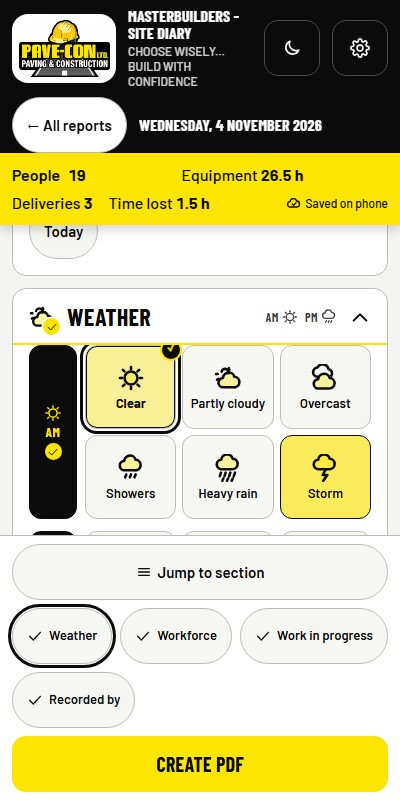 PAVE-CON LTD.
PAVING & CONSTRUCTION
MASTERBUILDERS -
SITE DIARY
CHOOSE WISELY...
BUILD WITH
CONFIDENCE
← All reports
WEDNESDAY, 4 NOVEMBER 2026
People 19
Equipment 26.5 h
Deliveries 3
Time lost 1.5 h
Saved on phone
Today
WEATHER
AM
PM
AM
Clear
Partly cloudy
Overcast
Showers
Heavy rain
Storm
Jump to section
Weather
Workforce
Work in progress
Recorded by
CREATE PDF